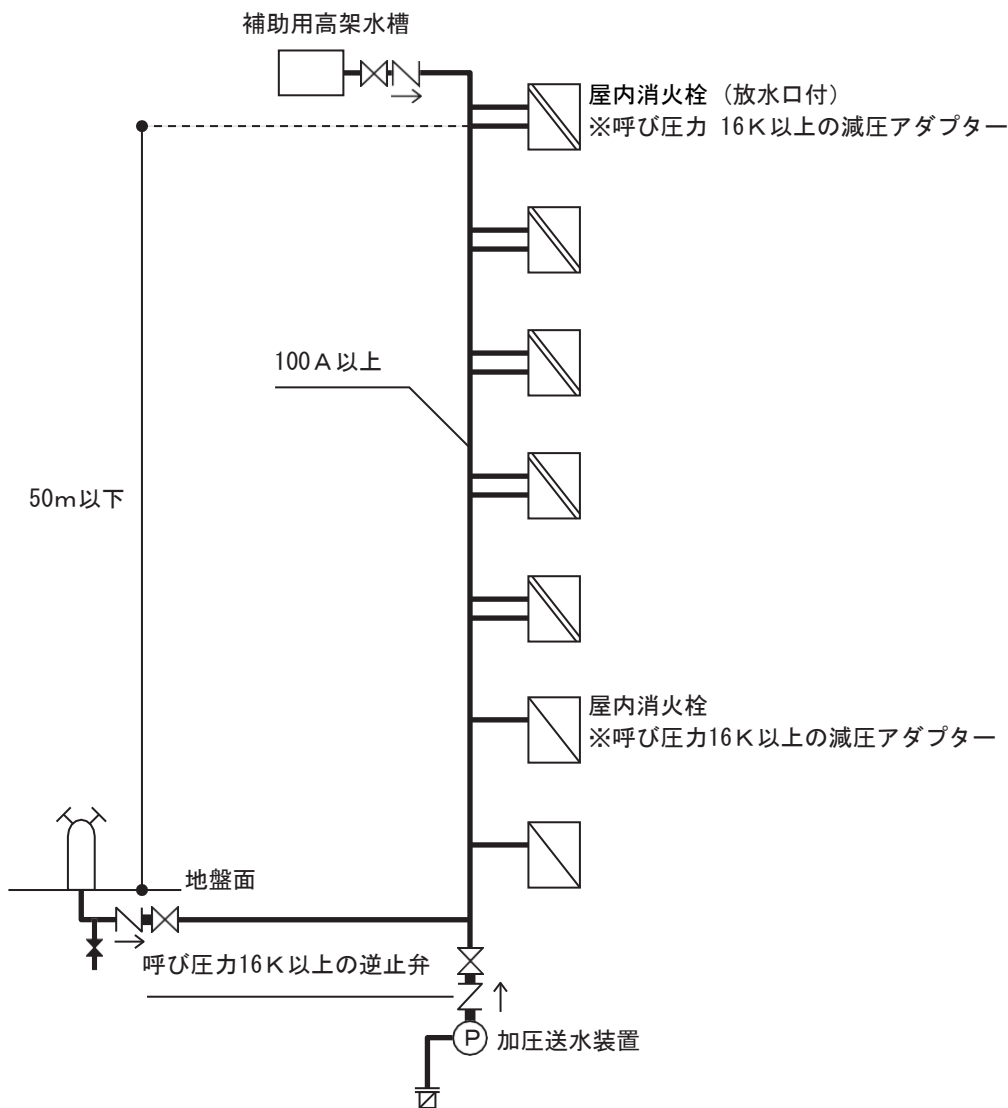 補助用高架水槽
屋内消火栓（放水口付）
※呼び圧力 16K以上の減圧アダプター
100A以上
50m以下
屋内消火栓
※呼び圧力16K以上の減圧アダプター
地盤面
呼び圧力16K以上の逆止弁
P
加圧送水装置